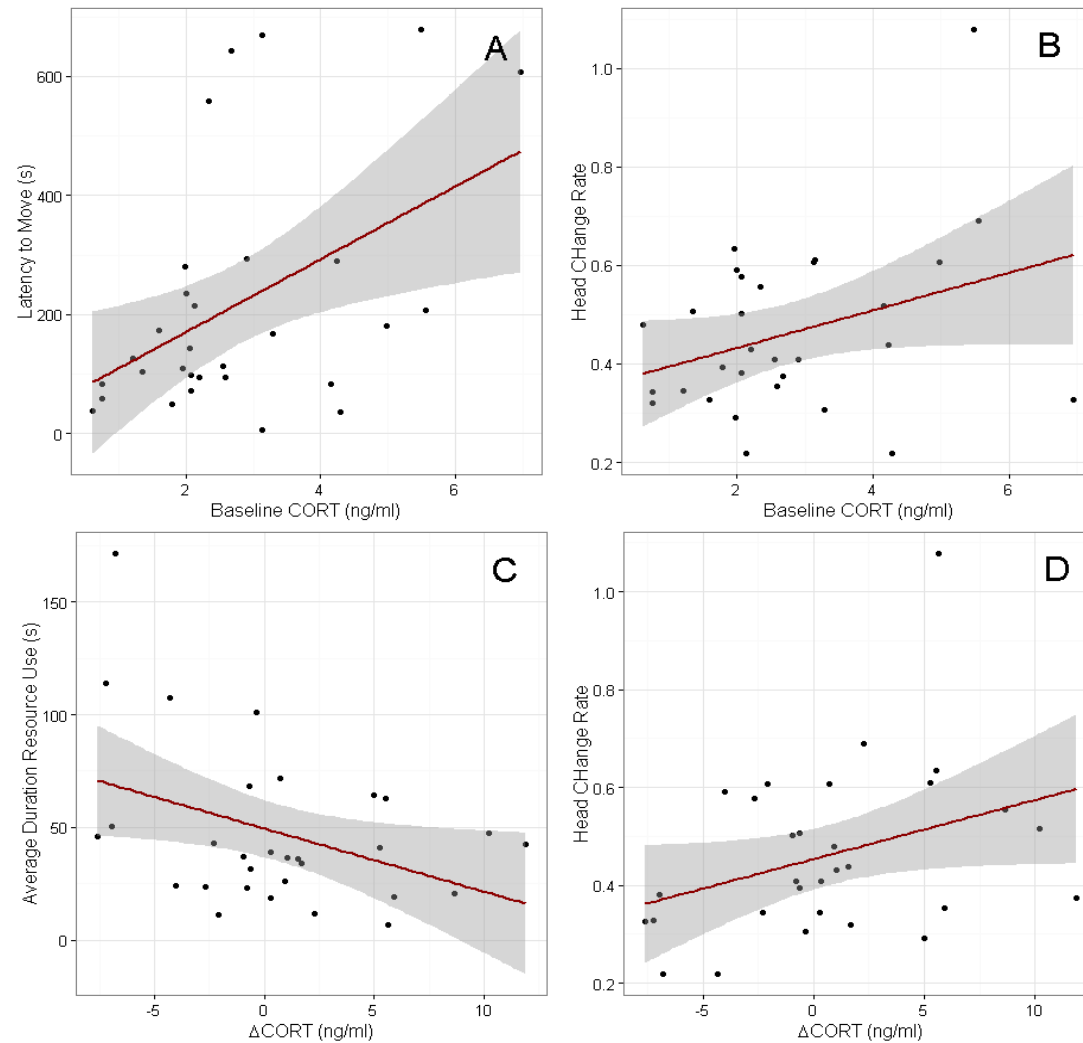 A
600
400
200
0
Latency to Move (s)
2
4
6
Baseline CORT (ng/ml)
B
1.0
0.8
0.6
0.4
0.2
Head CHange Rate
2
4
6
Baseline CORT (ng/ml)
C
150
100
50
0
Average Duration Resource Use (s)
-5
0
5
10
ΔCORT (ng/ml)
D
1.0
0.8
0.6
0.4
0.2
Head CHange Rate
-5
0
5
10
ΔCORT (ng/ml)